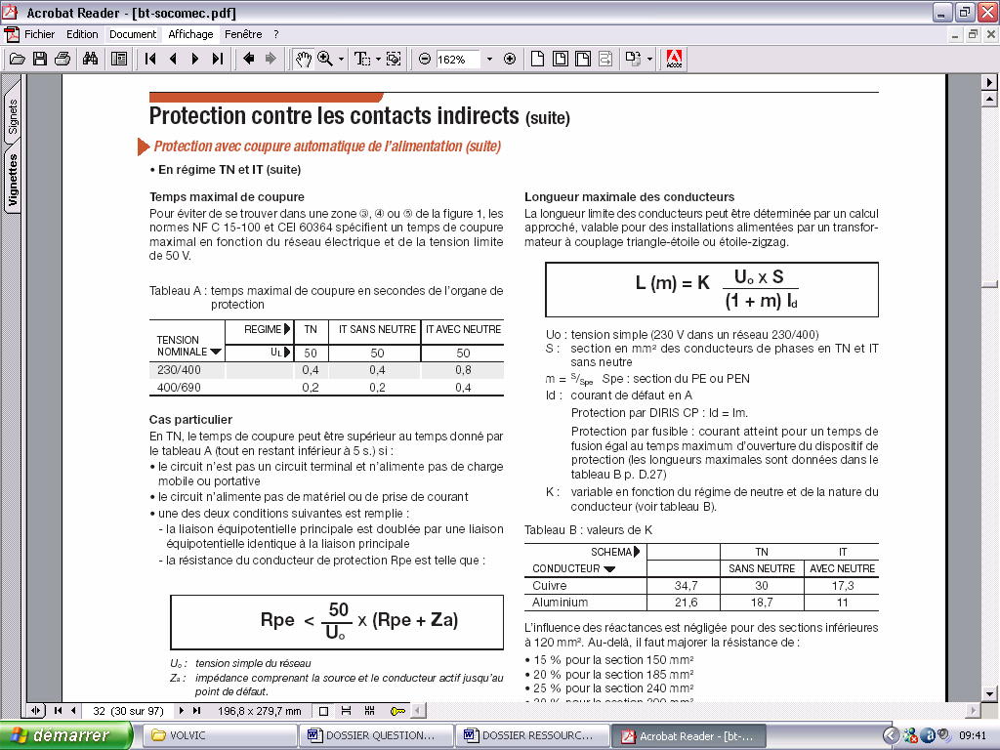 Acrobat Reader - [bt-socomec.pdf]
Fichier Edition Document Affichage Fenêtre ?
162%
Signets
Vignettes
Protection contre les contacts indirects (suite)
Protection avec coupure automatique de l'alimentation (suite)
• En régime TN et IT (suite)
Temps maximal de coupure
Pour éviter de se trouver dans une zone ③, ④ ou ⑤ de la figure 1, les
normes NF C 15-100 et CEI 60364 spécifient un temps de coupure
maximal en fonction du réseau électrique et de la tension limite
de 50 V.
Tableau A : temps maximal de coupure en secondes de l'organe de
protection
REGIME TN IT SANS NEUTRE IT AVEC NEUTRE
TENSION
NOMINALE UL 50 50 50
230/400 0,4 0,4 0,8
400/690 0,2 0,2 0,4
Cas particulier
En TN, le temps de coupure peut être supérieur au temps donné par
le tableau A (tout en restant inférieur à 5 s.) si :
• le circuit n'est pas un circuit terminal et n'alimente pas de charge
mobile ou portative
• le circuit n'alimente pas de matériel ou de prise de courant
• une des deux conditions suivantes est remplie :
- la liaison équipotentielle principale est doublée par une liaison
équipotentielle identique à la liaison principale
- la résistance du conducteur de protection Rpe est telle que :
Rpe < 50 / Uo x (Rpe + Za)
Uo : tension simple du réseau
Za : impédance comprenant la source et le conducteur actif jusqu'au
point de défaut.
Longueur maximale des conducteurs
La longueur limite des conducteurs peut être déterminée par un calcul
approché, valable pour des installations alimentées par un transfor-
mateur à couplage triangle-étoile ou étoile-zigzag.
L (m) = K Uo x S / (1 + m) Id
Uo : tension simple (230 V dans un réseau 230/400)
S : section en mm² des conducteurs de phases en TN et IT
sans neutre
m = S/Spe Spe : section du PE ou PEN
Id : courant de défaut en A
Protection par DIRIS CP : Id = Im.
Protection par fusible : courant atteint pour un temps de
fusion égal au temps maximum d'ouverture du dispositif de
protection (les longueurs maximales sont données dans le
tableau B p. D.27)
K : variable en fonction du régime de neutre et de la nature du
conducteur (voir tableau B).
Tableau B : valeurs de K
SCHEMA TN IT
CONDUCTEUR SANS NEUTRE AVEC NEUTRE
Cuivre 34,7 30 17,3
Aluminium 21,6 18,7 11
L'influence des réactances est négligée pour des sections inférieures
à 120 mm². Au-delà, il faut majorer la résistance de :
• 15 % pour la section 150 mm²
• 20 % pour la section 185 mm²
• 25 % pour la section 240 mm²
32 (30 sur 97) 196,8 x 279,7 mm
démarrer VOLVIC DOSSIER QUESTION... DOSSIER RESSOURC... Acrobat Reader - [bt-... 09:41